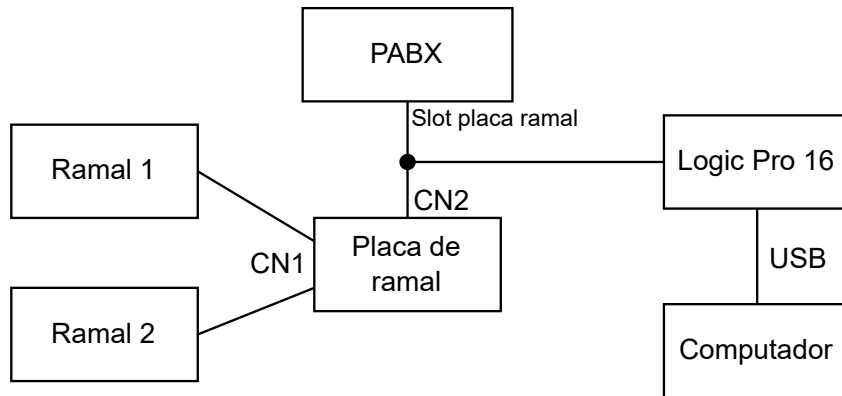 PABX
Slot placa ramal
Ramal 1
Logic Pro 16
CN2
Placa de
ramal
CN1
USB
Ramal 2
Computador